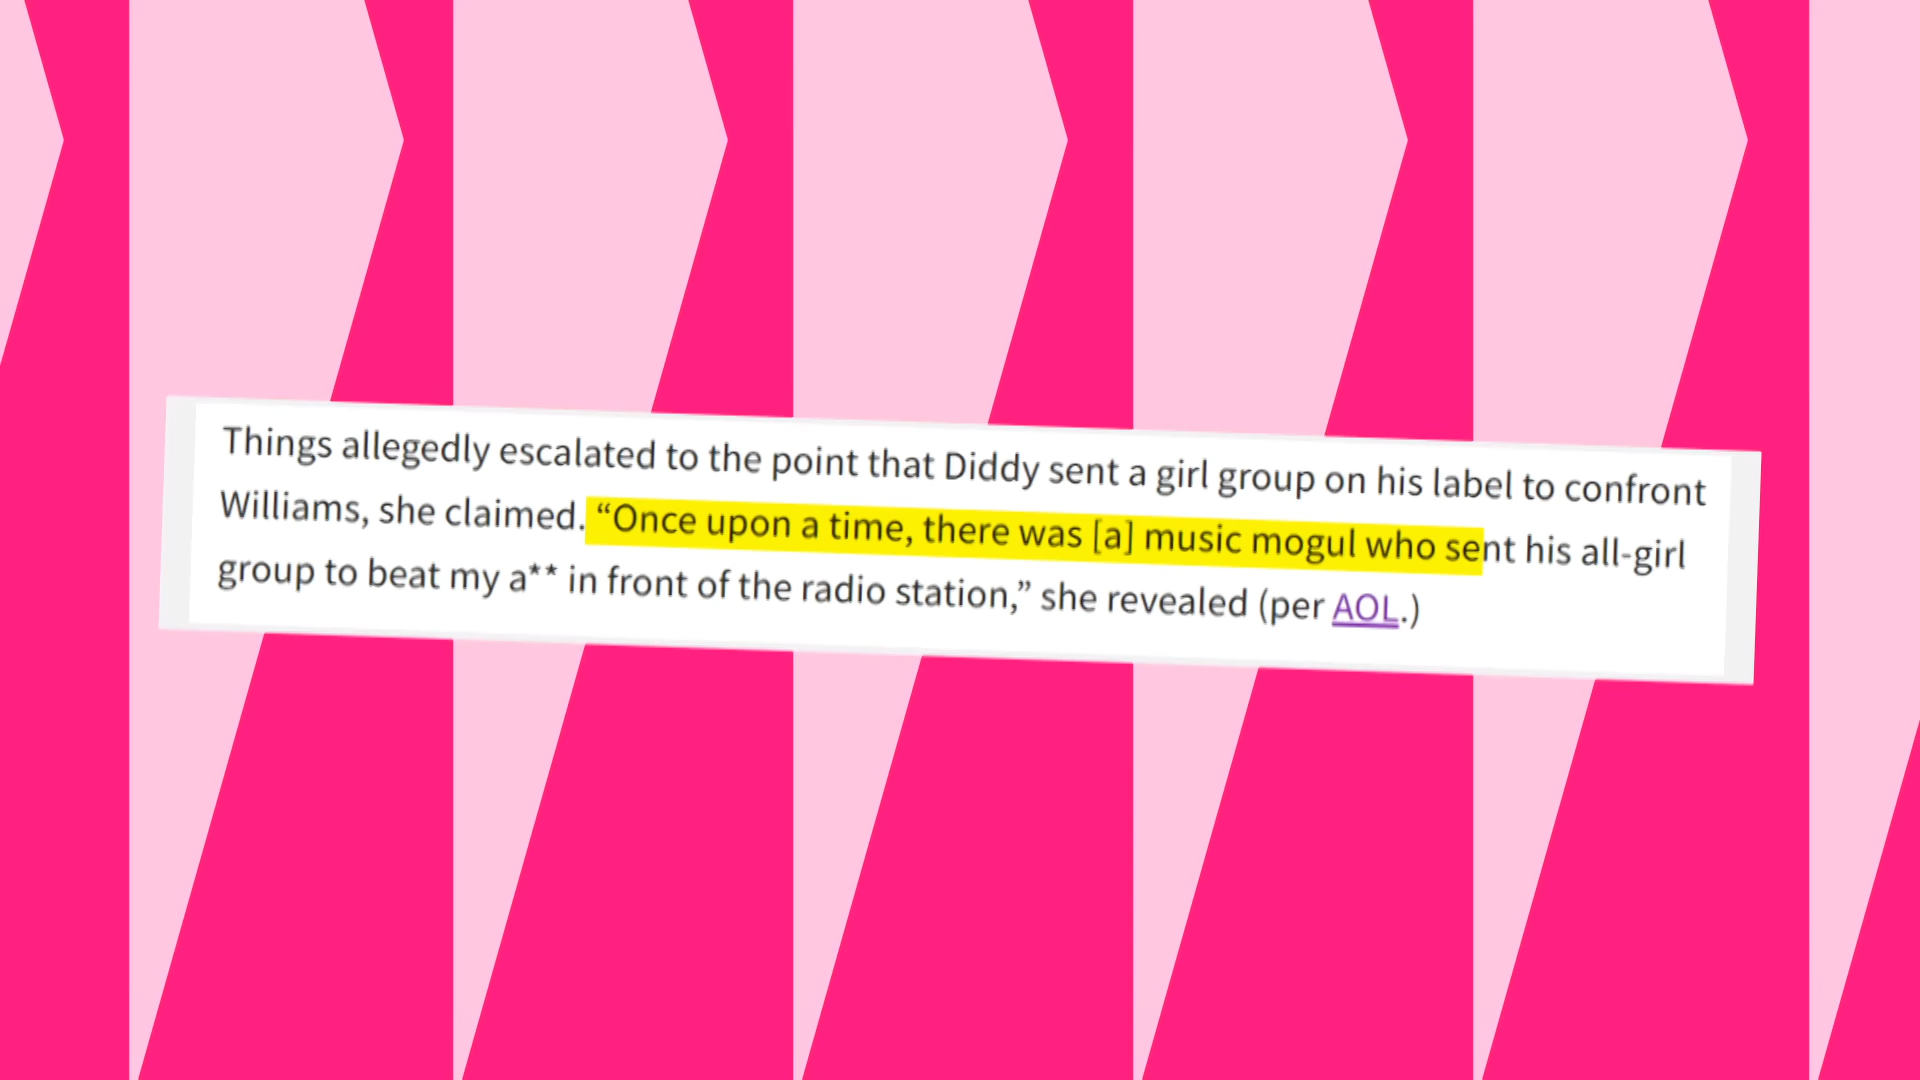 Things allegedly escalated to the point that Diddy sent a girl group on his label to confront
Williams, she claimed. “Once upon a time, there was [a] music mogul who sent his all-girl
group to beat my a** in front of the radio station,” she revealed (per AOL.)